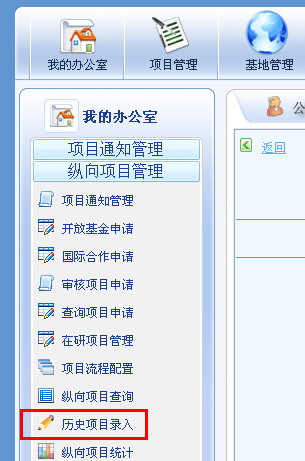 我的办公室 项目管理 基地管理
我的办公室
项目通知管理
纵向项目管理
项目通知管理
开放基金申请
国际合作申请
审核项目申请
查询项目申请
在研项目管理
项目流程配置
纵向项目查询
历史项目录入
纵向项目统计
公
返回